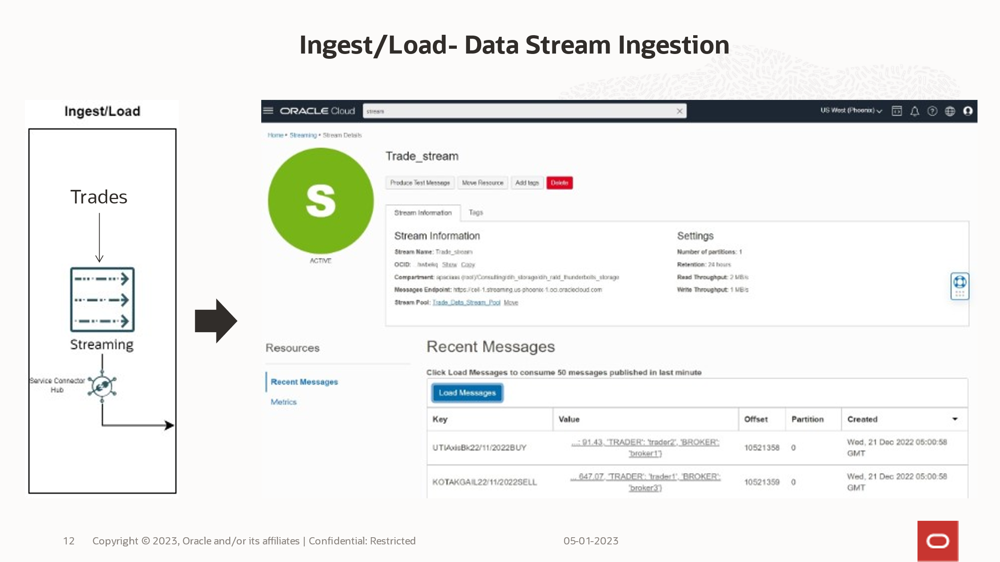 Ingest/Load- Data Stream Ingestion
Ingest/Load
Trades
Streaming
Service Connector
Hub
ORACLE Cloud
stream
US West (Phoenix)
Home • Streaming • Stream Details
S
ACTIVE
Trade_stream
Produce Test Message Move Resource Add tags Delete
Stream Information Tags
Stream Information
Stream Name: Trade_stream
OCID: ...hwbekq Show Copy
Compartment: (root)/Consulting/
Messages Endpoint: https://cell-1.streaming.us-phoenix-1.oci.oraclecloud.com
Stream Pool: Trade_Data_Stream_Pool Move
Settings
Number of partitions: 1
Retention: 24 hours
Read Throughput: 2 MB/s
Write Throughput: 1 MB/s
Resources
Recent Messages
Metrics
Recent Messages
Click Load Messages to consume 50 messages published in last minute
Load Messages
Key Value Offset Partition Created
UTIAxisBk22/11/2022BUY ...: 91.43, 'TRADER': 'trader2', 'BROKER': 10521358 0 Wed, 21 Dec 2022 05:00:58
'broker1'} GMT
KOTAKGAIL22/11/2022SELL ... 647.07, 'TRADER': 'trader1', 'BROKER': 10521359 0 Wed, 21 Dec 2022 05:00:58
'broker3'} GMT
12 Copyright © 2023, Oracle and/or its affiliates | Confidential: Restricted 05-01-2023